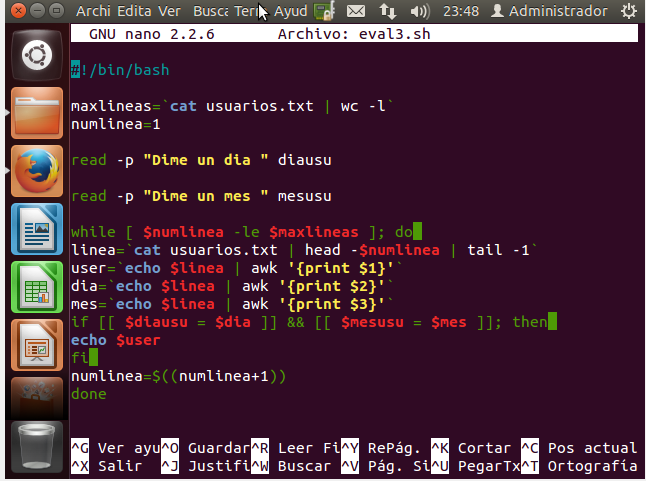 Archi Edita Ver Busca Terr Ayud 23:48 Administrador
GNU nano 2.2.6 Archivo: eval3.sh
#!/bin/bash
maxlineas=`cat usuarios.txt | wc -l`
numlinea=1
read -p "Dime un dia " diausu
read -p "Dime un mes " mesusu
while [ $numlinea -le $maxlineas ]; do
linea=`cat usuarios.txt | head -$numlinea | tail -1`
user=`echo $linea | awk '{print $1}'`
dia=`echo $linea | awk '{print $2}'`
mes=`echo $linea | awk '{print $3}'`
if [[ $diausu = $dia ]] && [[ $mesusu = $mes ]]; then
echo $user
fi
numlinea=$((numlinea+1))
done
^G Ver ayu^O Guardar^R Leer Fi^Y RePág. ^K Cortar ^C Pos actual
^X Salir ^J Justifi^W Buscar ^V Pág. Si^U PegarTx^T Ortografía